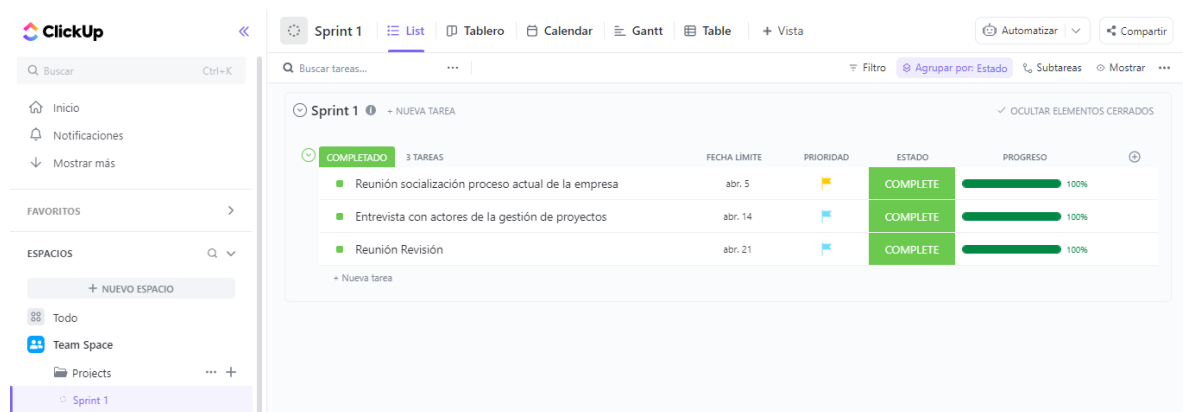 ClickUp
Buscar Ctrl+K
Inicio
Notificaciones
Mostrar más
FAVORITOS
ESPACIOS
+ NUEVO ESPACIO
Todo
Team Space
Projects
Sprint 1
Sprint 1 List Tablero Calendar Gantt Table + Vista Automatizar Compartir
Buscar tareas... Filtro Agrupar por: Estado Subtareas Mostrar
Sprint 1 + NUEVA TAREA OCULTAR ELEMENTOS CERRADOS
COMPLETADO 3 TAREAS FECHA LÍMITE PRIORIDAD ESTADO PROGRESO
Reunión socialización proceso actual de la empresa abr. 5 COMPLETE 100%
Entrevista con actores de la gestión de proyectos abr. 14 COMPLETE 100%
Reunión Revisión abr. 21 COMPLETE 100%
+ Nueva tarea